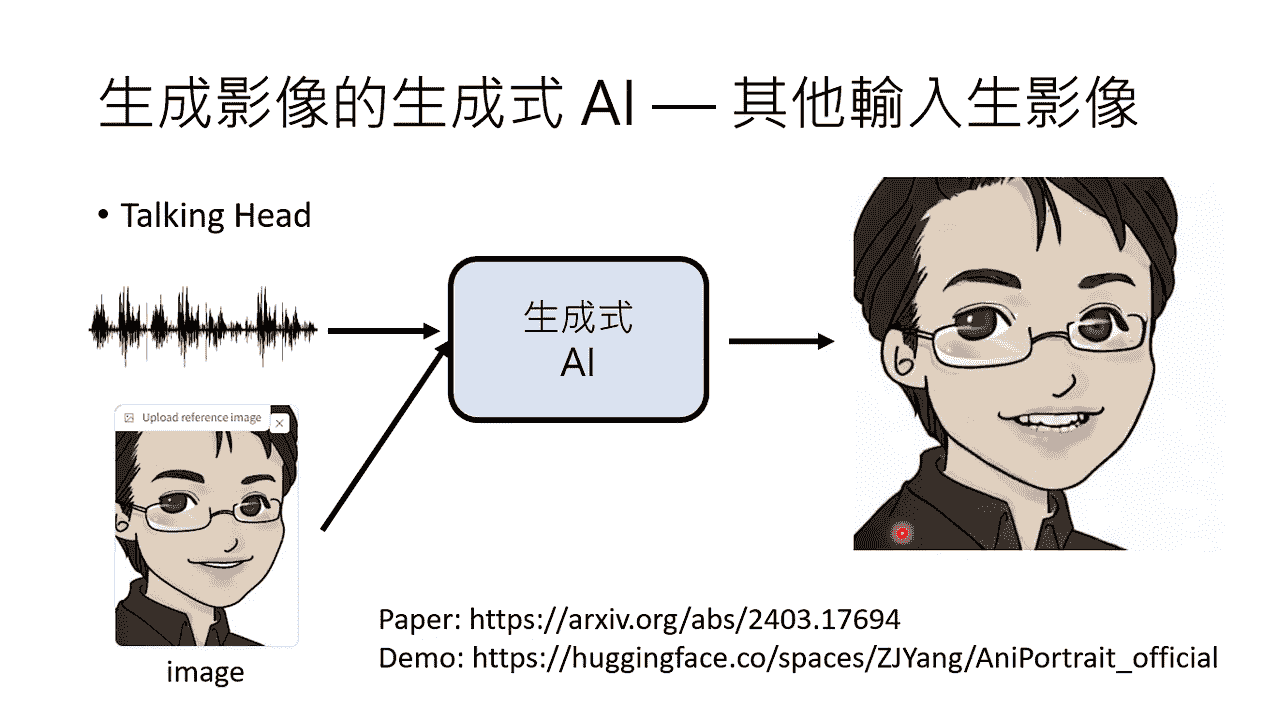 生成影像的生成式 AI — 其他輸入生影像
• Talking Head
生成式
AI
Upload reference image
image
Paper: https://arxiv.org/abs/2403.17694
Demo: https://huggingface.co/spaces/ZJYang/AniPortrait_official